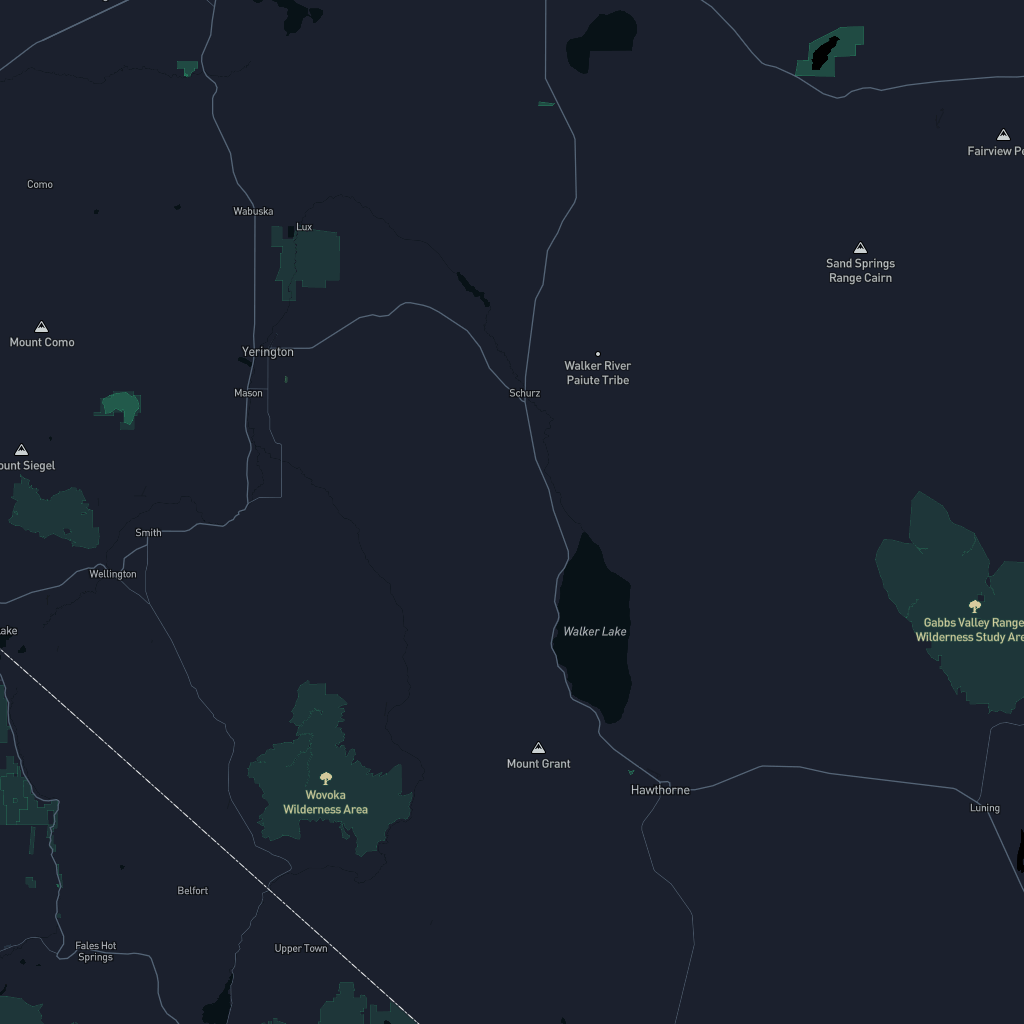 Fairview Pe
Como
Wabuska
Lux
Sand Springs
Range Cairn
Mount Como
Yerington
Walker River
Paiute Tribe
Mason
Schurz
ount Siegel
Smith
Wellington
Gabbs Valley Range
Wilderness Study Are
ake
Walker Lake
Mount Grant
Wovoka
Wilderness Area
Hawthorne
Luning
Belfort
Fales Hot
Springs
Upper Town